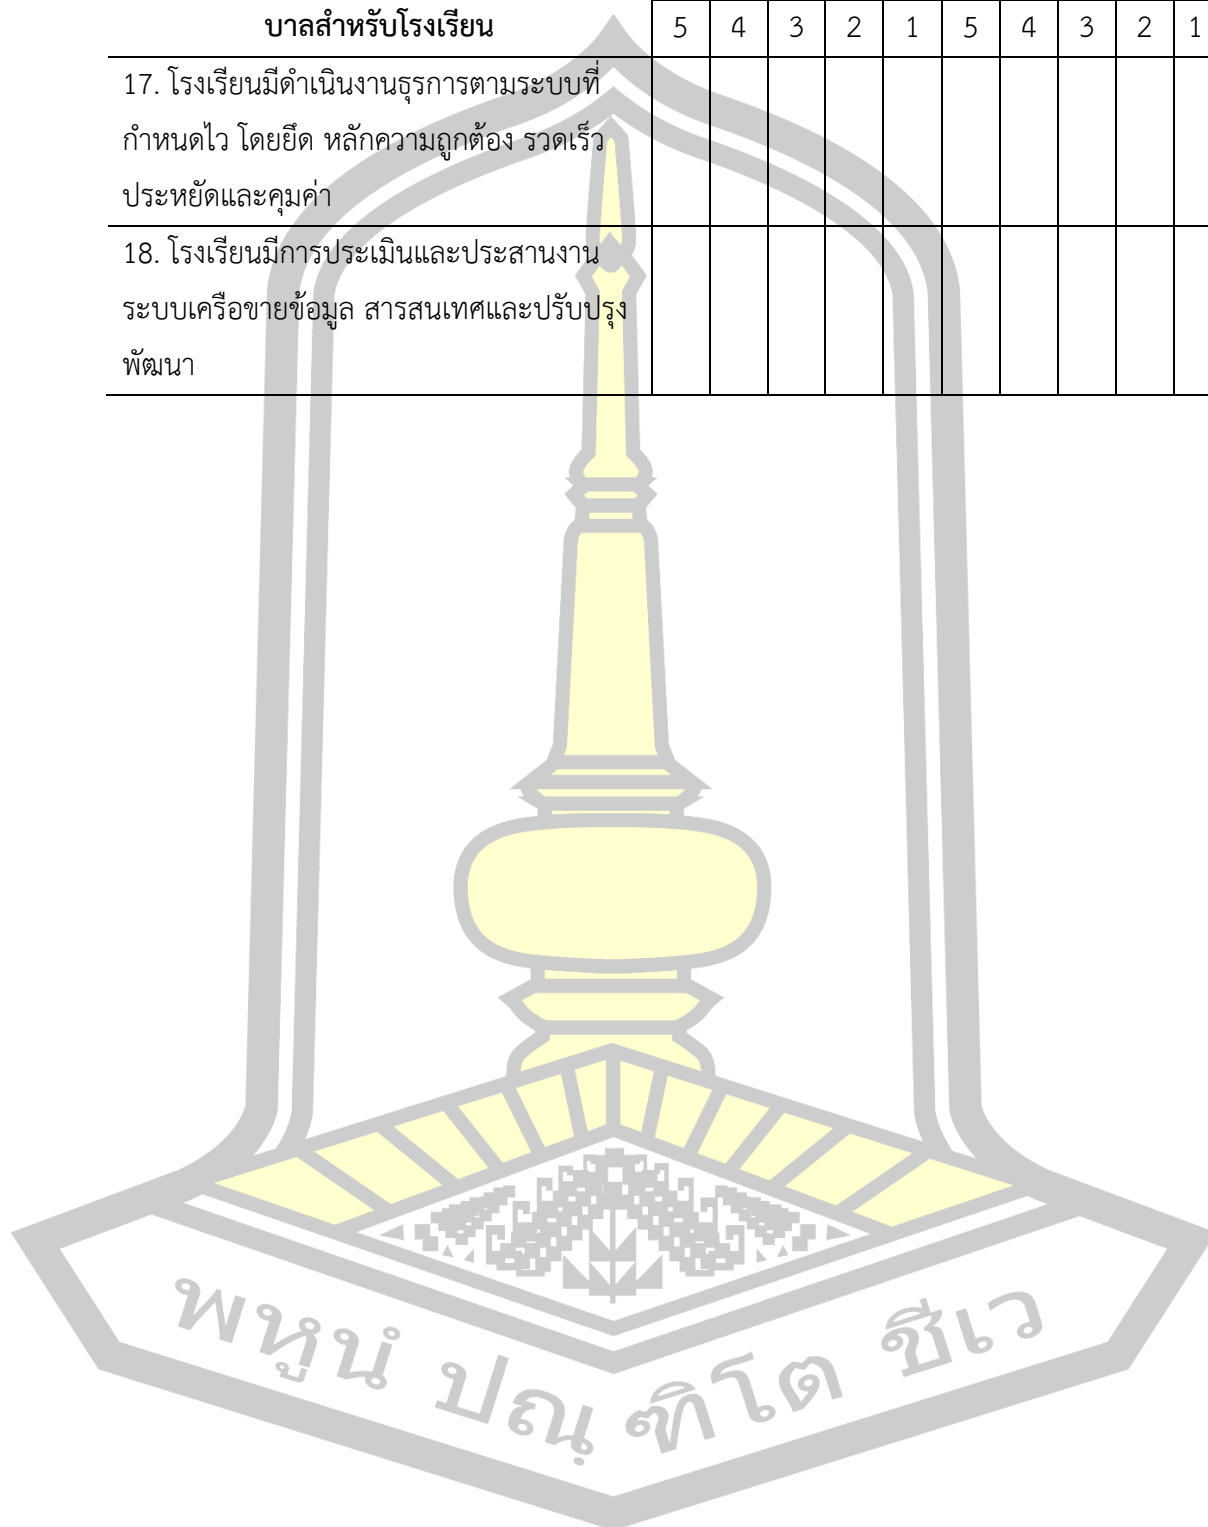 บาลสำหรับโรงเรียน 5 4 3 2 1 5 4 3 2 1
17. โรงเรียนมีดำเนินงานธุรการตามระบบที่
กำหนดไว โดยยึด หลักความถูกต้อง รวดเร็ว
ประหยัดและคุมค่า
18. โรงเรียนมีการประเมินและประสานงาน
ระบบเครือขายข้อมูล สารสนเทศและปรับปรุง
พัฒนา
พหูนํ ปณฺ ฑิโต ชีเว